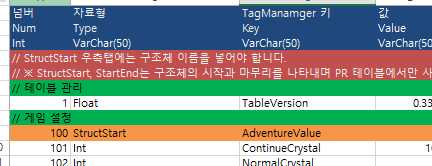 넘버 자료형 TagManamger 키 값
Num Type Key Value
Int VarChar(50) VarChar(50) VarChar(50)
// StructStart 우측탭에는 구조체 이름을 넣어야 합니다.
// ※ StructStart, StartEnd는 구조체의 시작과 마무리를 나타내며 PR 테이블에서만 사
// 테이블 관리
1 Float TableVersion 0.33
// 게임 설정
100 StructStart AdventureValue
101 Int ContinueCrystal
102 Int NormalCrystal